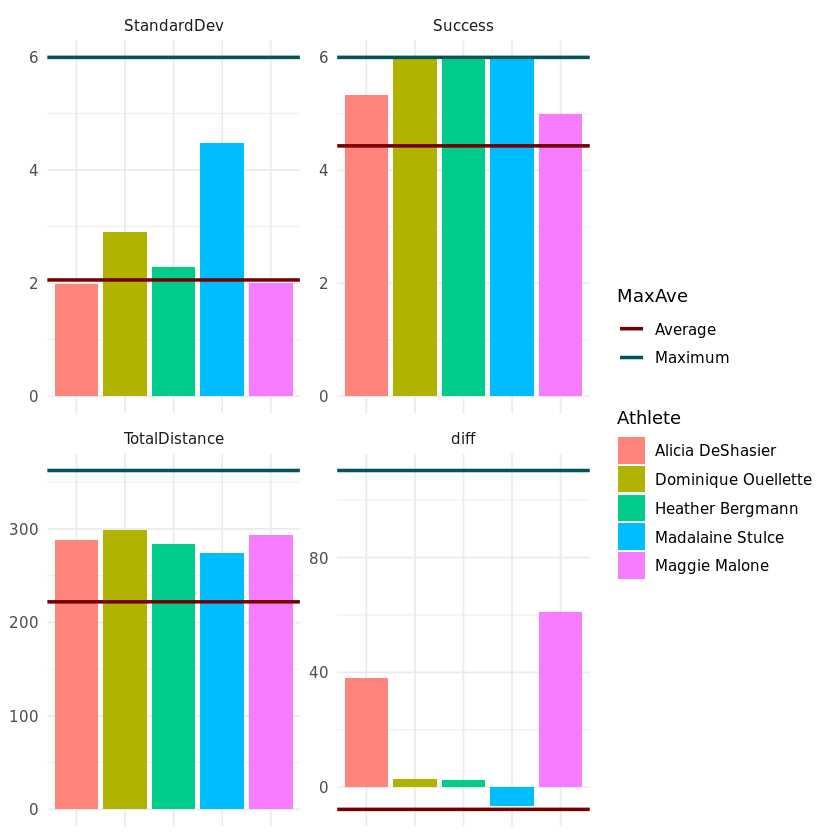 StandardDev
Success
6
4
2
0
6
4
2
0
MaxAve
Average
Maximum
Athlete
Alicia DeShasier
Dominique Ouellette
Heather Bergmann
Madalaine Stulce
Maggie Malone
TotalDistance
diff
300
200
100
0
80
40
0